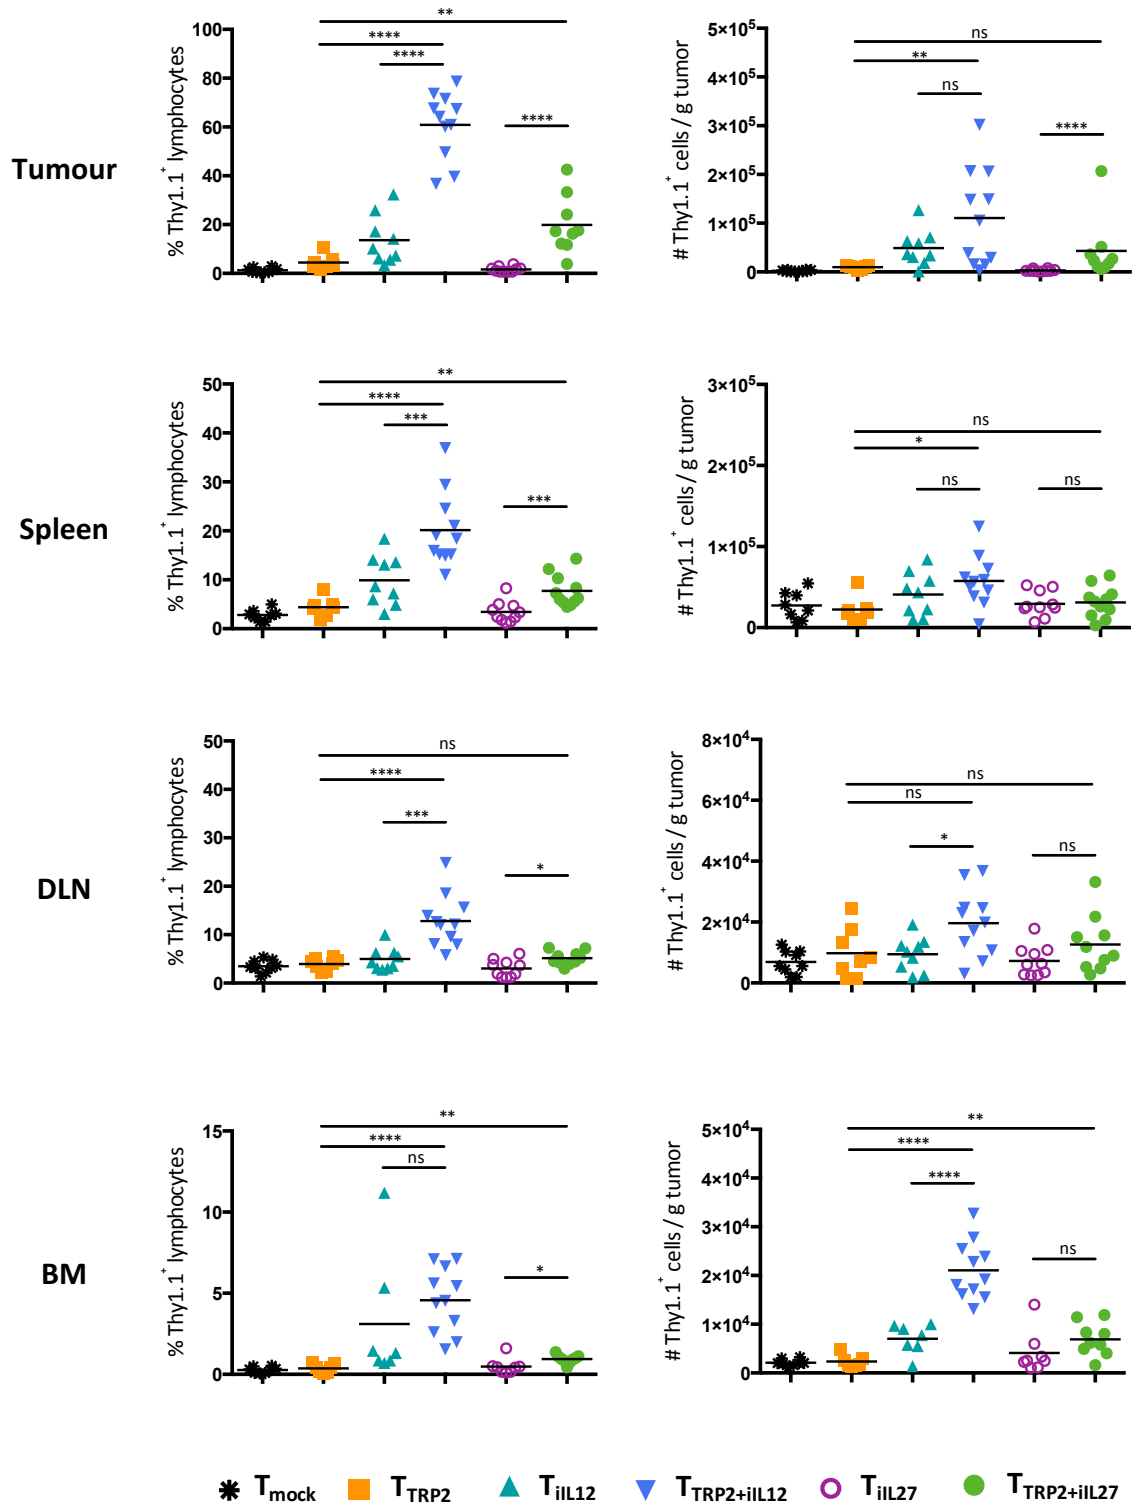 Tumour
% Thy1.1⁺ lymphocytes
100
80
60
40
20
0
**
****
****
****
# Thy1.1⁺ cells / g tumor
5×10⁵
4×10⁵
3×10⁵
2×10⁵
1×10⁵
0
ns
**
ns
****
Spleen
% Thy1.1⁺ lymphocytes
50
40
30
20
10
0
**
****
***
***
# Thy1.1⁺ cells / g tumor
3×10⁵
2×10⁵
1×10⁵
0
ns
*
ns
ns
DLN
% Thy1.1⁺ lymphocytes
50
40
30
20
10
0
ns
****
***
*
# Thy1.1⁺ cells / g tumor
8×10⁴
6×10⁴
4×10⁴
2×10⁴
0
ns
ns
*
ns
BM
% Thy1.1⁺ lymphocytes
15
10
5
0
**
****
ns
*
# Thy1.1⁺ cells / g tumor
5×10⁴
4×10⁴
3×10⁴
2×10⁴
1×10⁴
0
**
****
****
ns
Tmock TTRP2 TiIL12 TTRP2+iIL12 TiIL27 TTRP2+iIL27